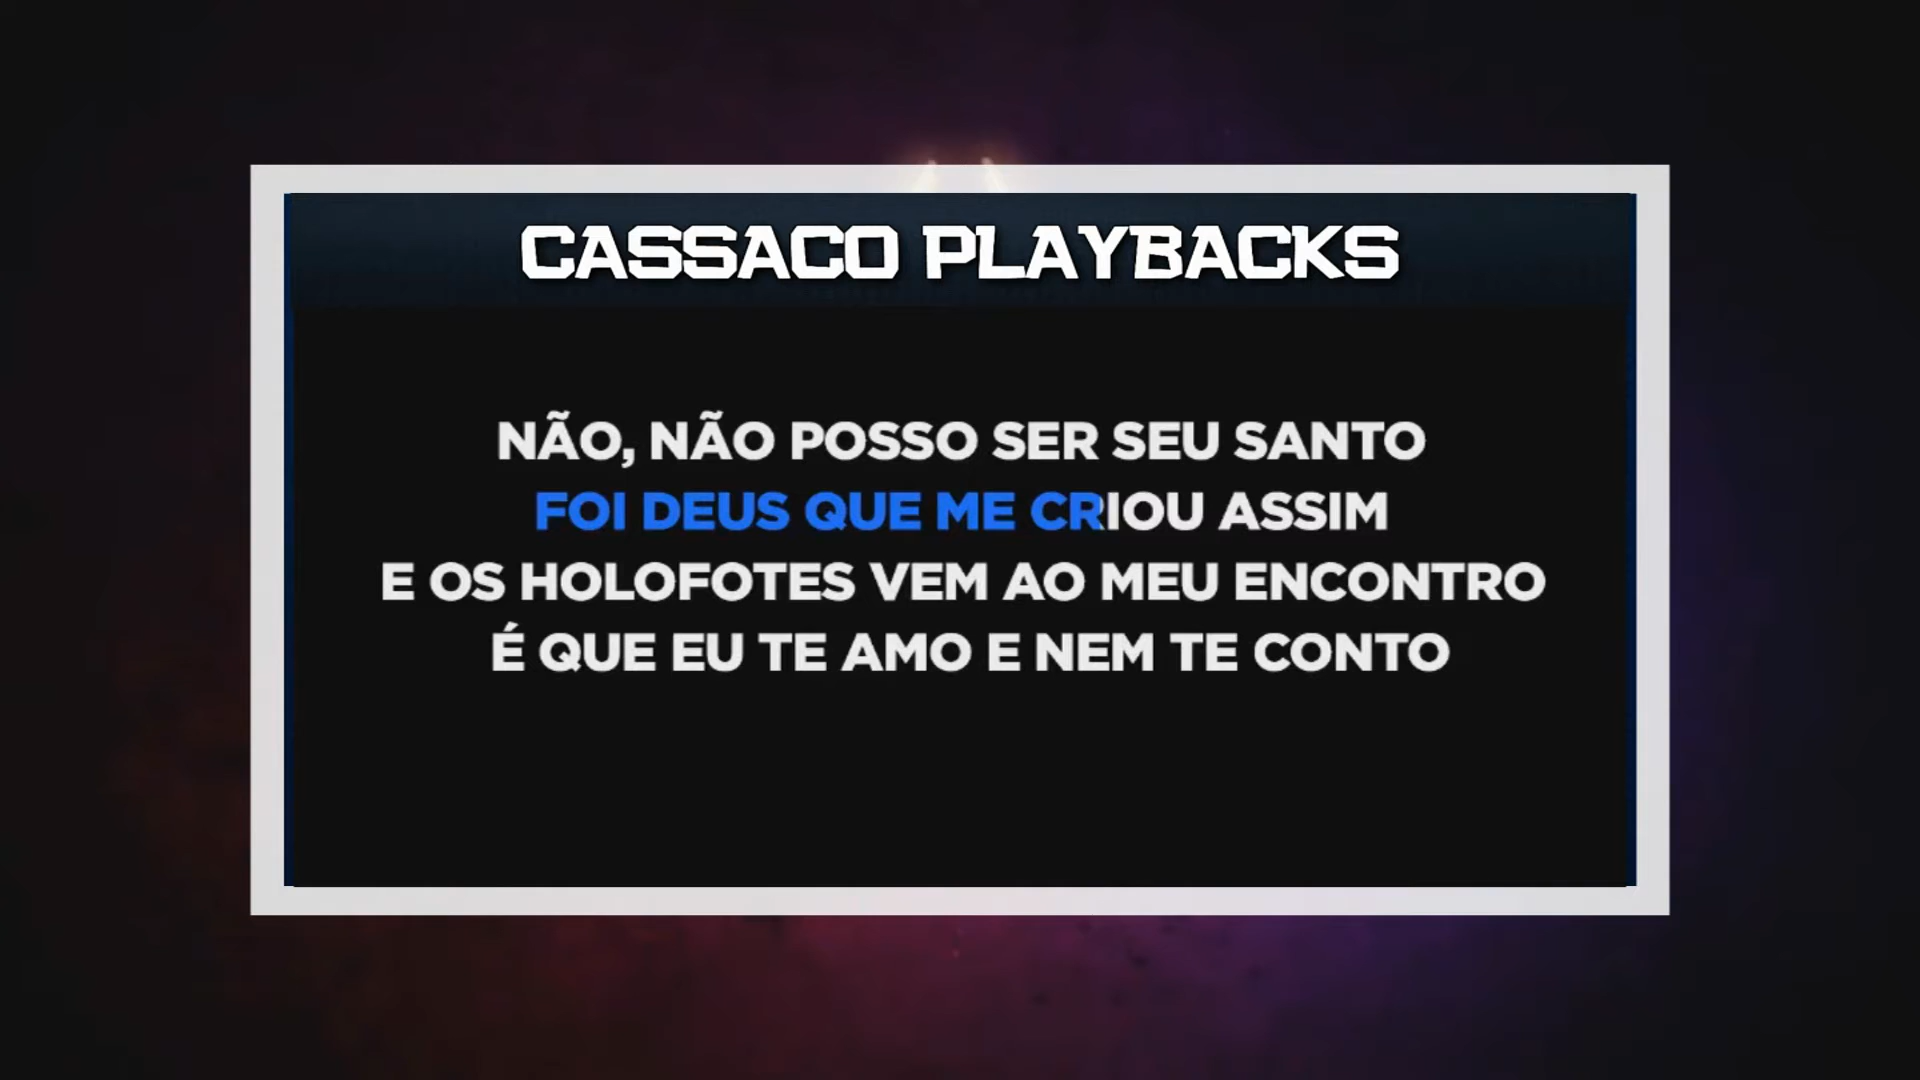 CASSACO PLAYBACKS
NÃO, NÃO POSSO SER SEU SANTO
FOI DEUS QUE ME CRIOU ASSIM
E OS HOLOFOTES VEM AO MEU ENCONTRO
É QUE EU TE AMO E NEM TE CONTO